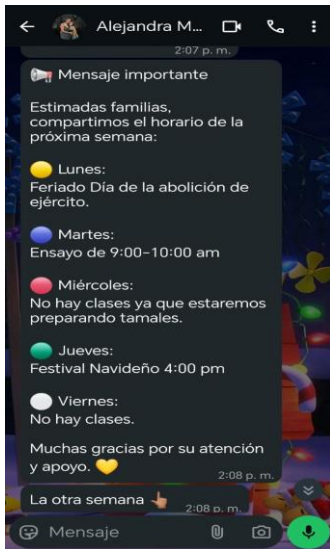 Alejandra M...
2:07 p. m.
Mensaje importante
Estimadas familias,
compartimos el horario de la
próxima semana:
Lunes:
Feriado Día de la abolición de
ejército.
Martes:
Ensayo de 9:00-10:00 am
Miércoles:
No hay clases ya que estaremos
preparando tamales.
Jueves:
Festival Navideño 4:00 pm
Viernes:
No hay clases.
Muchas gracias por su atención
y apoyo. 💛
2:08 p. m.
La otra semana 👆🏽
2:08 p. m.
Mensaje